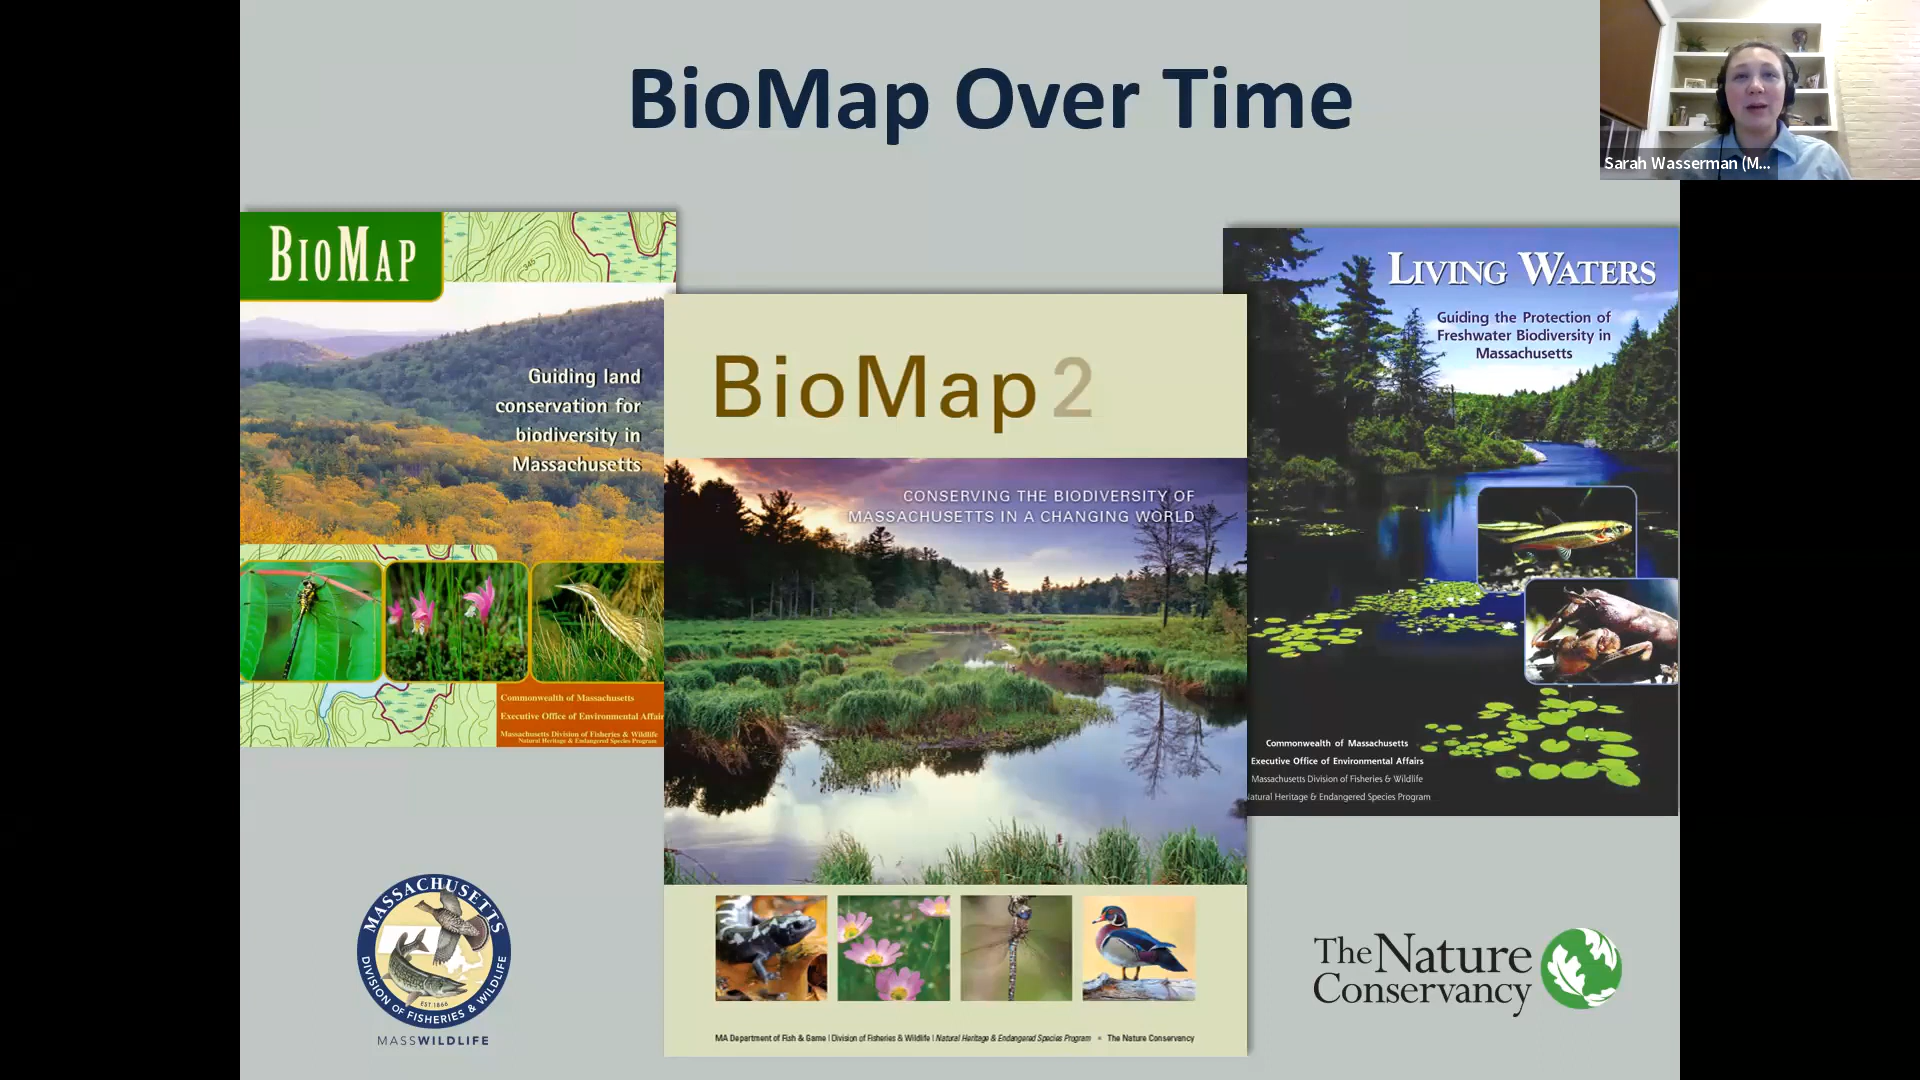 BioMap Over Time
Sarah Wasserman (M...
BIOMAP
Guiding land
conservation for
biodiversity in
Massachusetts
Commonwealth of Massachusetts
Executive Office of Environmental Affair
Massachusetts Division of Fisheries & Wildlife
Natural Heritage & Endangered Species Program
BioMap2
CONSERVING THE BIODIVERSITY OF
MASSACHUSETTS IN A CHANGING WORLD
MA Department of Fish & Game | Division of Fisheries & Wildlife | Natural Heritage & Endangered Species Program • The Nature Conservancy
LIVING WATERS
Guiding the Protection of
Freshwater Biodiversity in
Massachusetts
Commonwealth of Massachusetts
Executive Office of Environmental Affairs
Massachusetts Division of Fisheries & Wildlife
Natural Heritage & Endangered Species Program
MASSACHUSETTS
DIVISION OF FISHERIES & WILDLIFE
EST. 1866
MASSWILDLIFE
The Nature
Conservancy